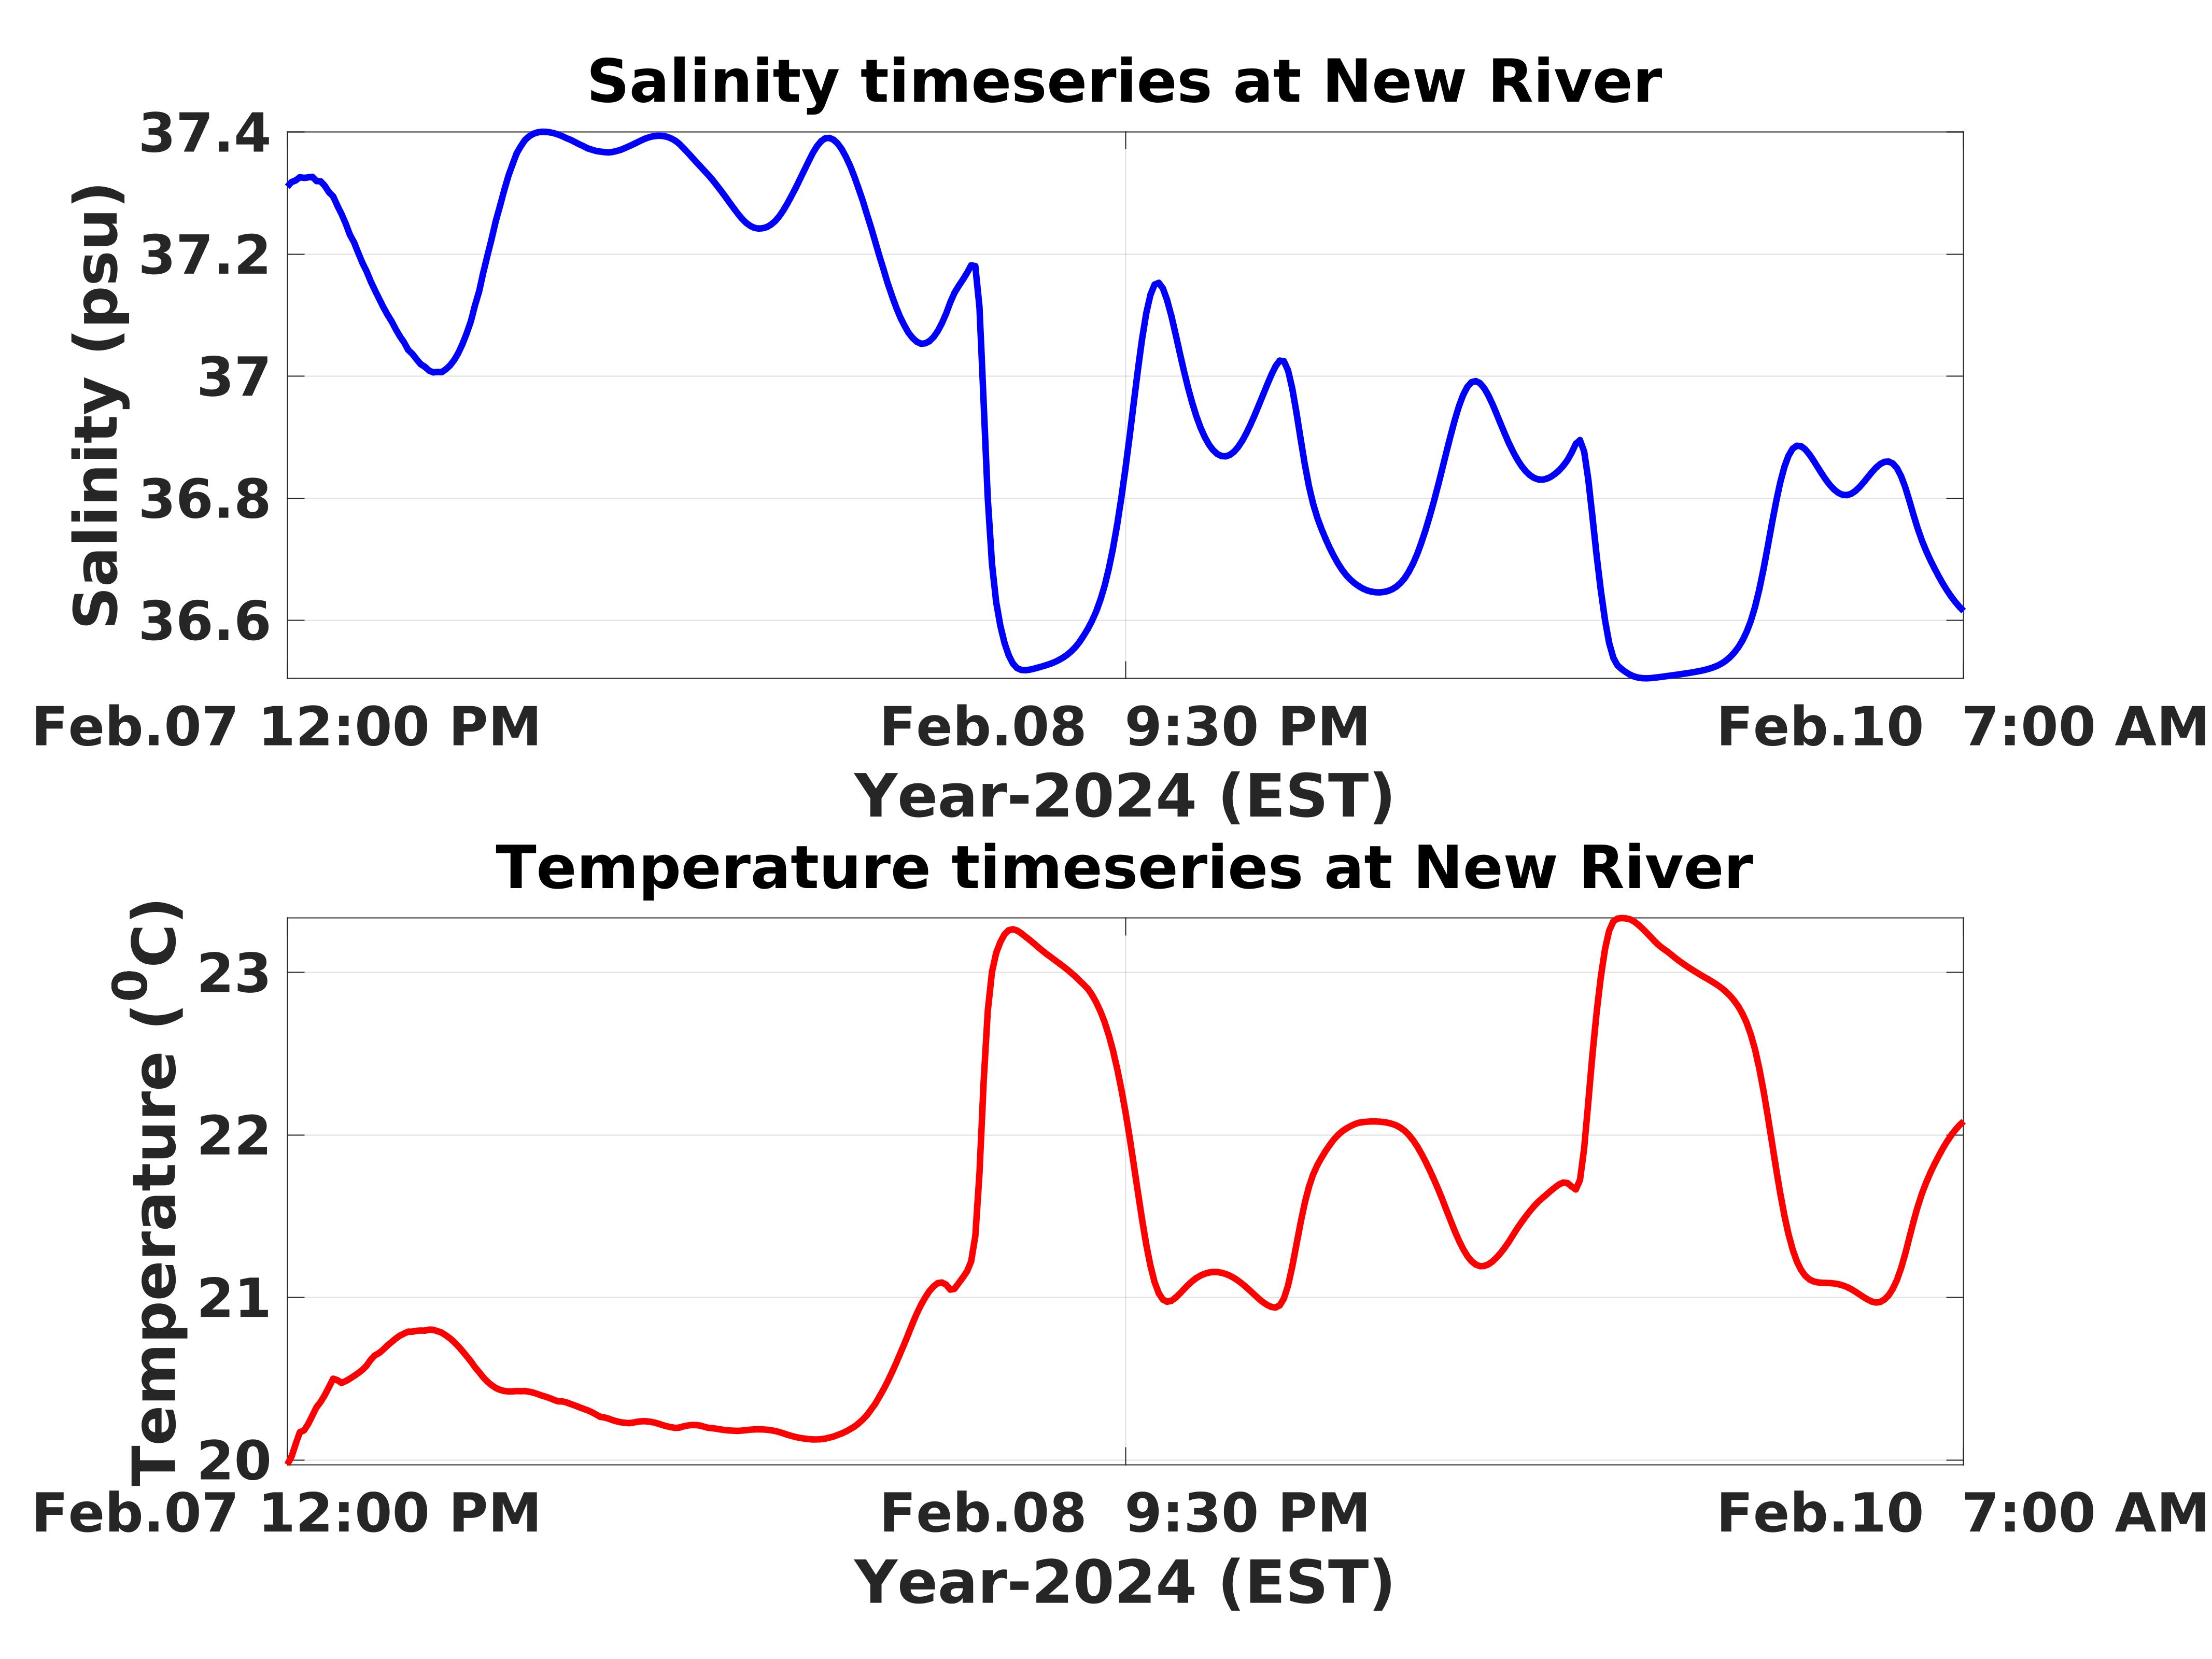 Salinity timeseries at New River
Salinity (psu)
37.4
37.2
37
36.8
36.6
Feb.07 12:00 PM Feb.08 9:30 PM Feb.10 7:00 AM
Year-2024 (EST)
Temperature timeseries at New River
Temperature (⁰C)
23
22
21
20
Feb.07 12:00 PM Feb.08 9:30 PM Feb.10 7:00 AM
Year-2024 (EST)